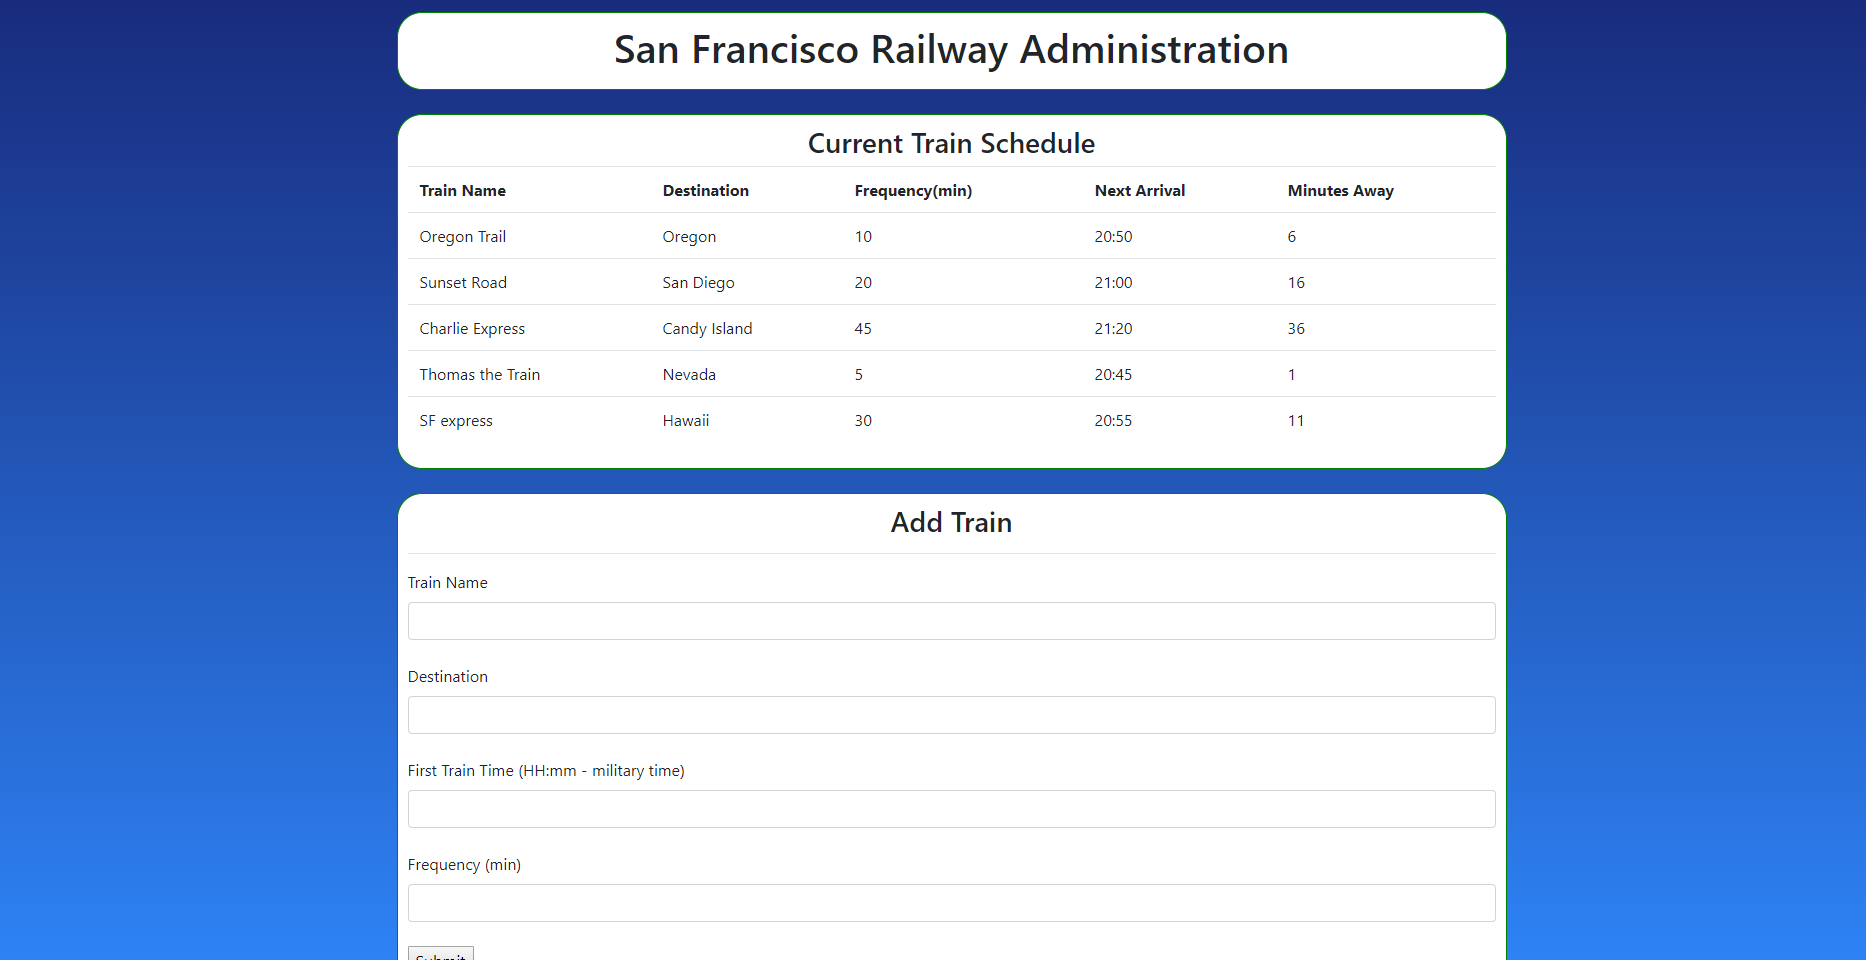 San Francisco Railway Administration
Current Train Schedule
Train Name Destination Frequency(min) Next Arrival Minutes Away
Oregon Trail Oregon 10 20:50 6
Sunset Road San Diego 20 21:00 16
Charlie Express Candy Island 45 21:20 36
Thomas the Train Nevada 5 20:45 1
SF express Hawaii 30 20:55 11
Add Train
Train Name
Destination
First Train Time (HH:mm - military time)
Frequency (min)
Submit